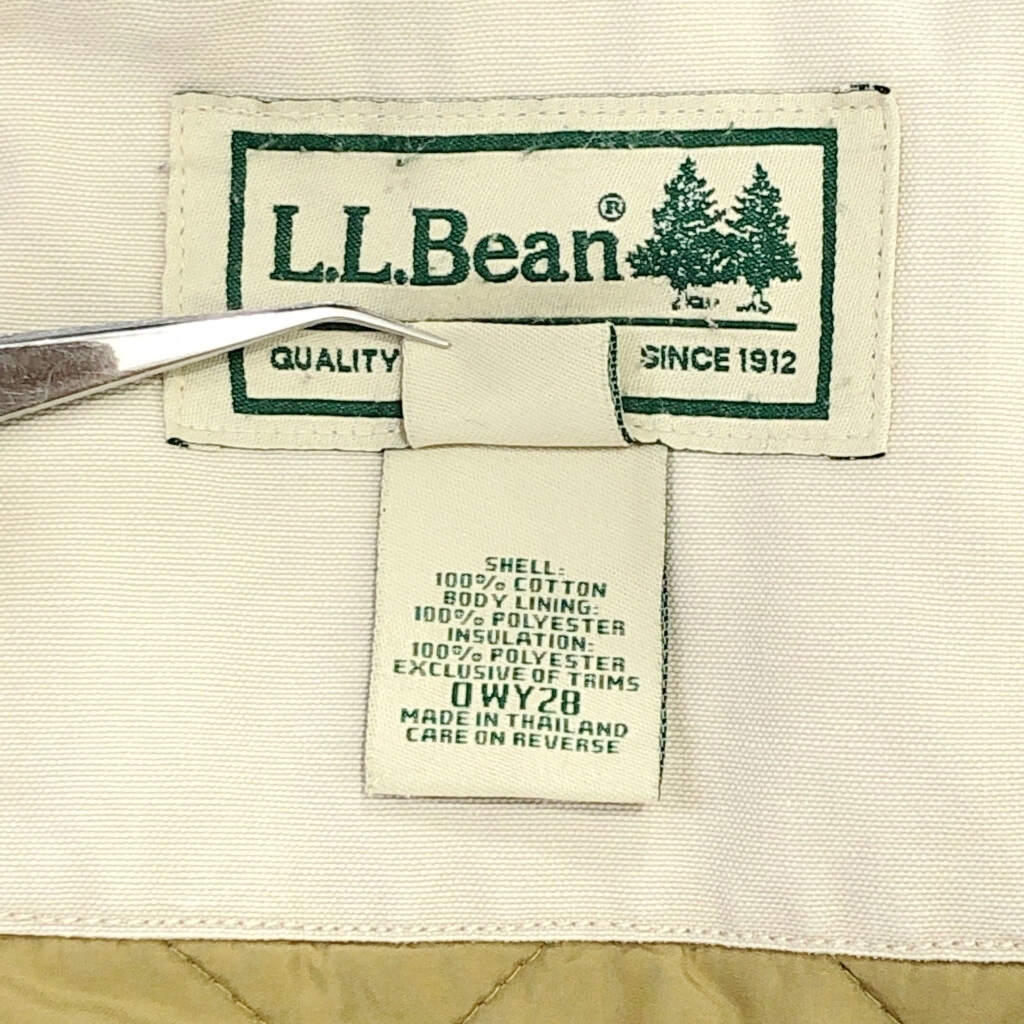 L.L.Bean®
QUALITY SINCE 1912
SHELL:
100% COTTON
BODY LINING:
100% POLYESTER
INSULATION:
100% POLYESTER
EXCLUSIVE OF TRIMS
0WY28
MADE IN THAILAND
CARE ON REVERSE